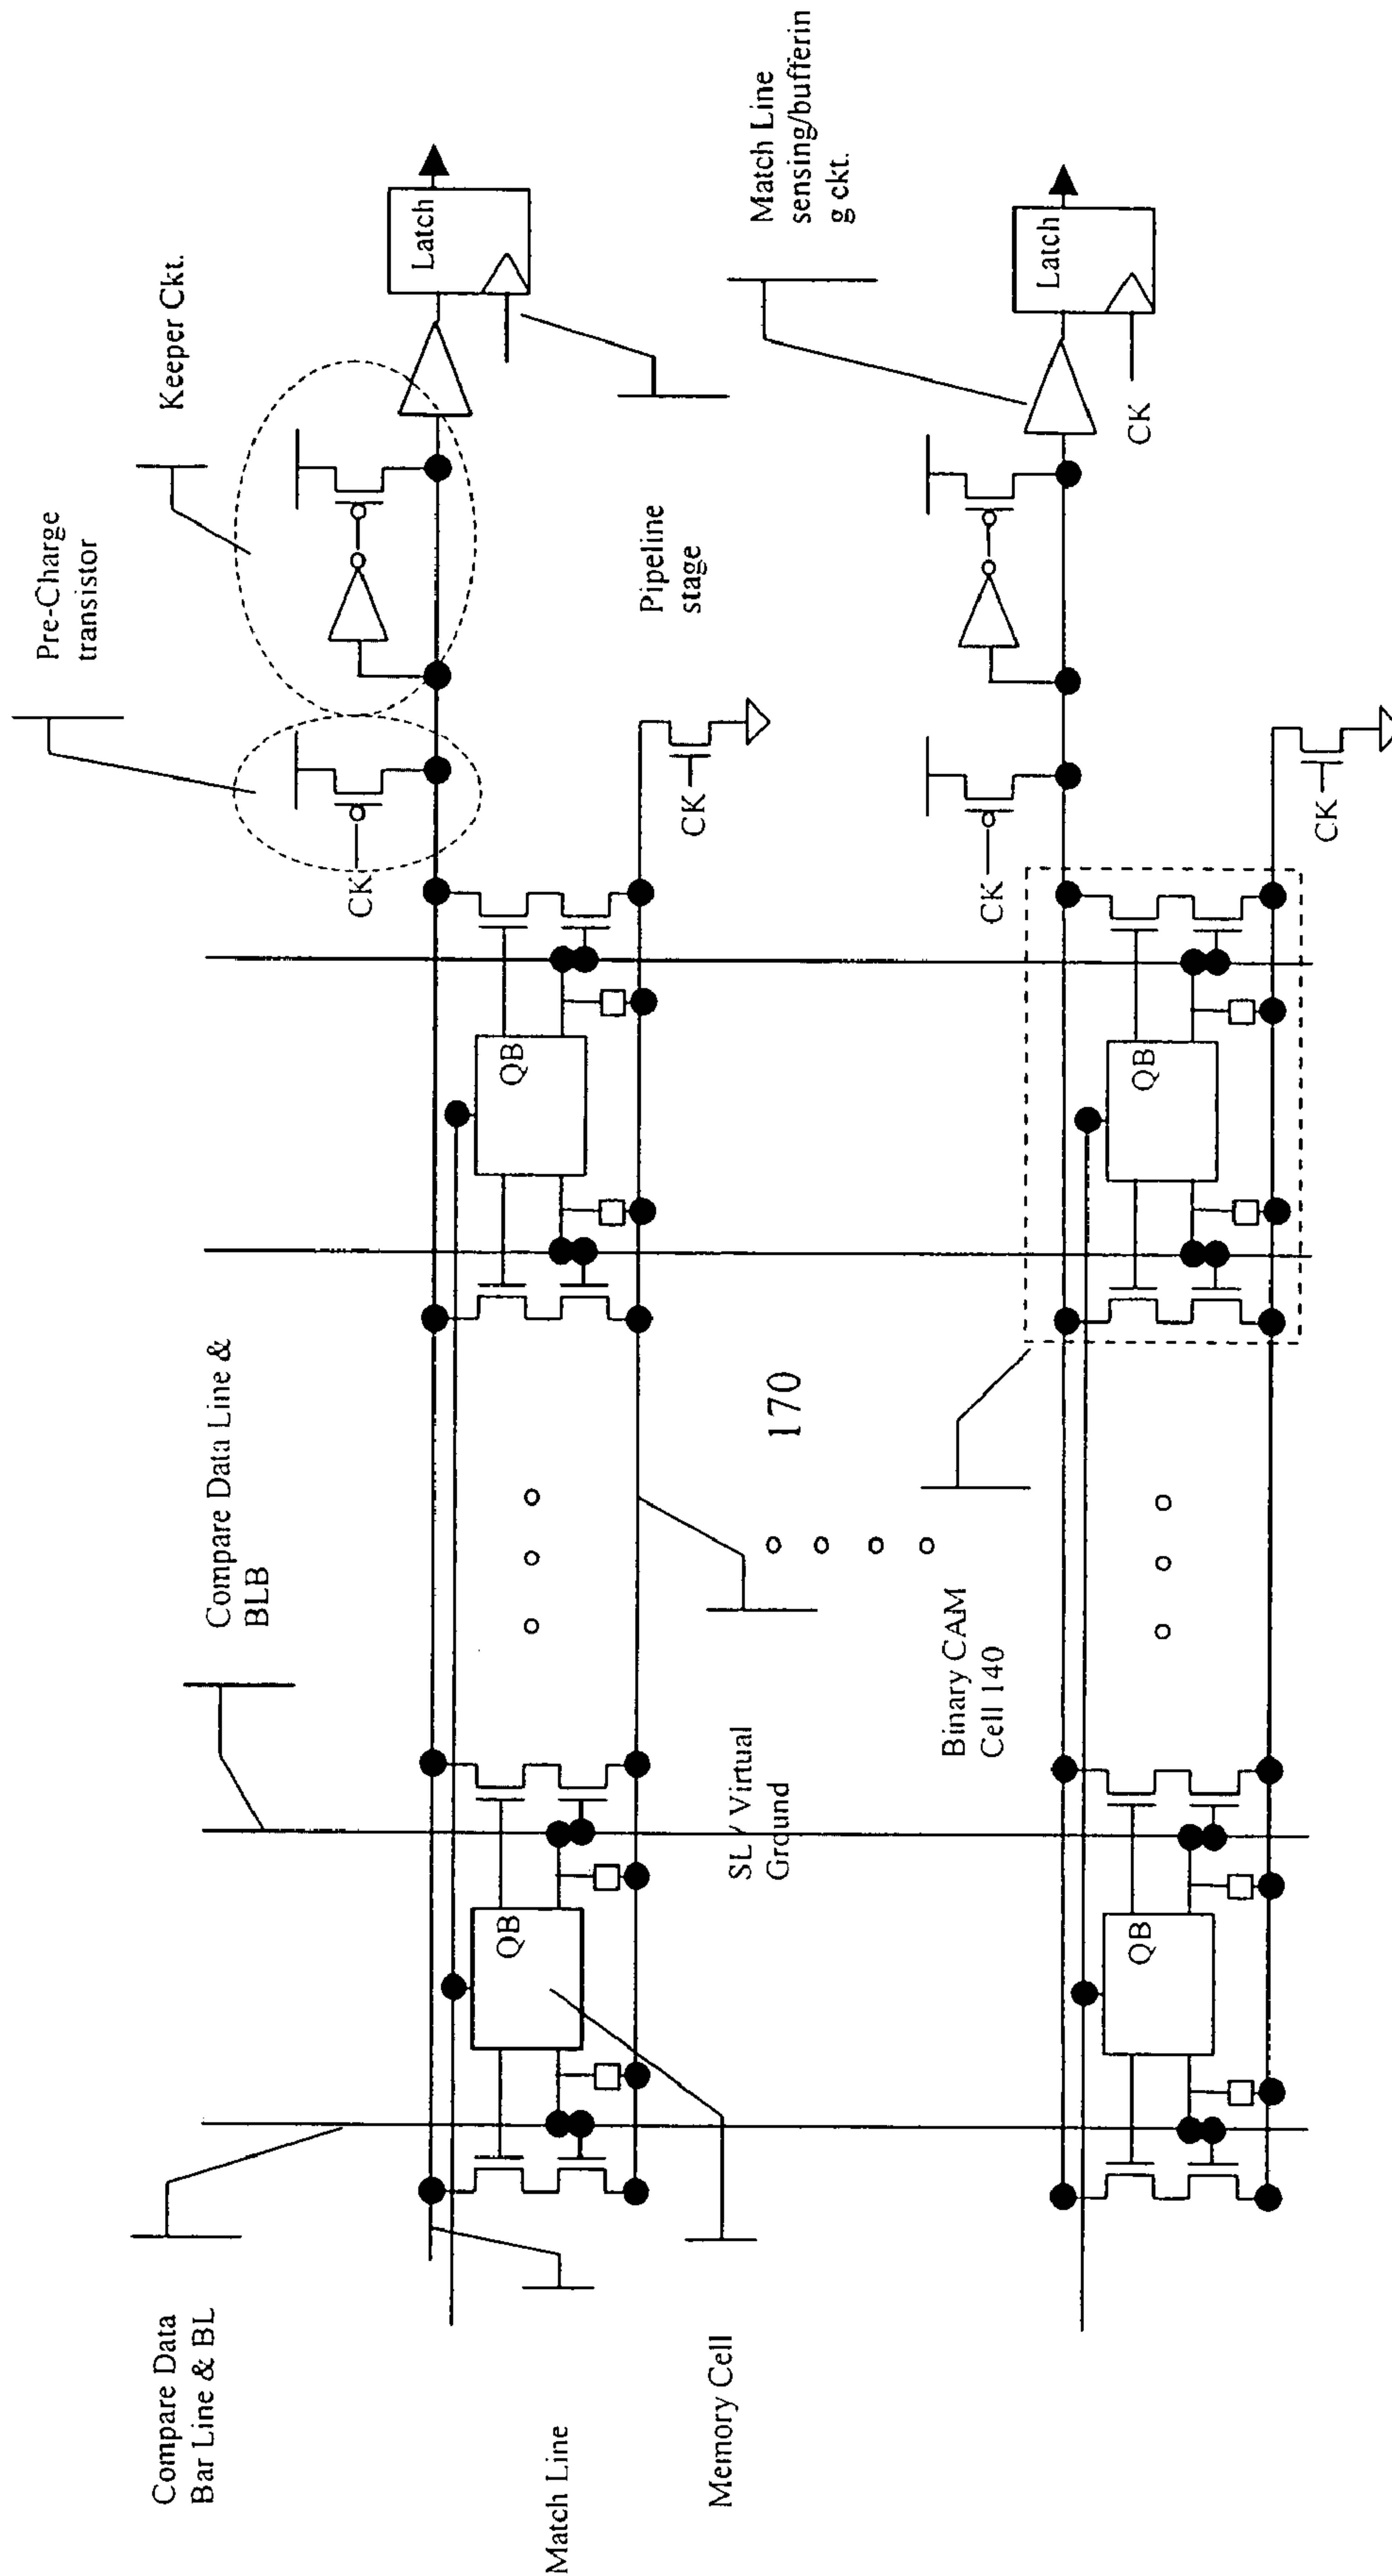 Compare Data
Bar Line & BL
Compare Data Line &
BLB
Pre-Charge
transistor
Keeper Ckt.
CK
Latch
QB
QB
Match Line
Memory Cell
SL / Virtual
Ground
170
CK
Pipeline
stage
Match Line
sensing/bufferin
g ckt.
Binary CAM
Cell 140
CK
Latch
CK
QB
QB
CK